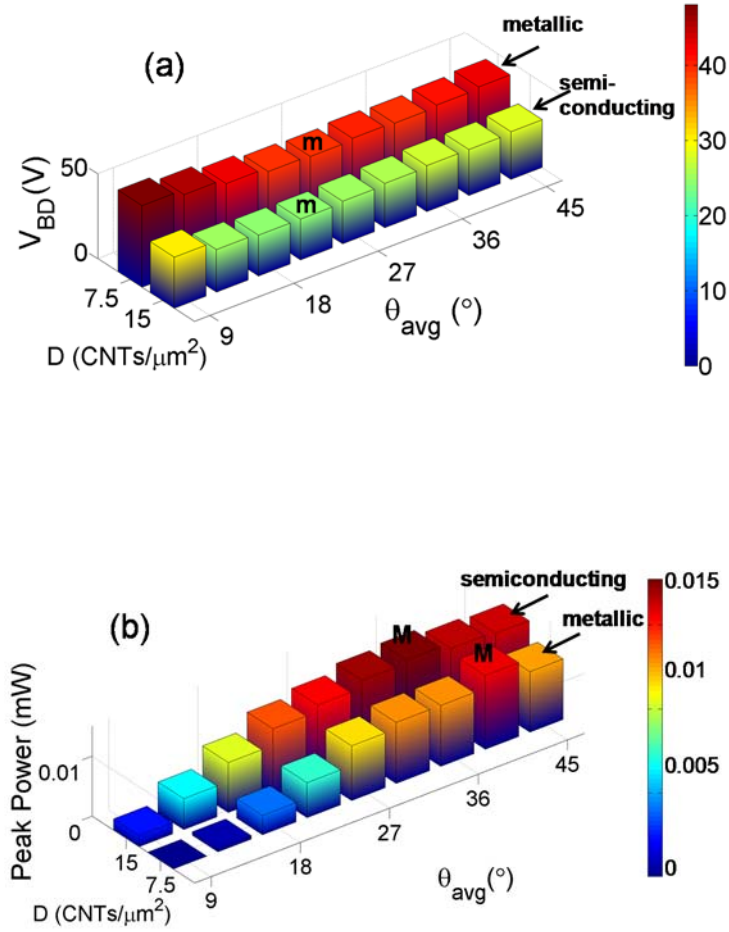 (a)
metallic
semi-
conducting
m
m
V_BD (V)
50
0
7.5
15
D (CNTs/μm²)
9
18
27
36
45
θ_avg (°)
40
30
20
10
0
(b)
semiconducting
metallic
M
M
Peak Power (mW)
0.01
0
15
7.5
D (CNTs/μm²)
9
18
27
36
45
θ_avg(°)
0.015
0.01
0.005
0